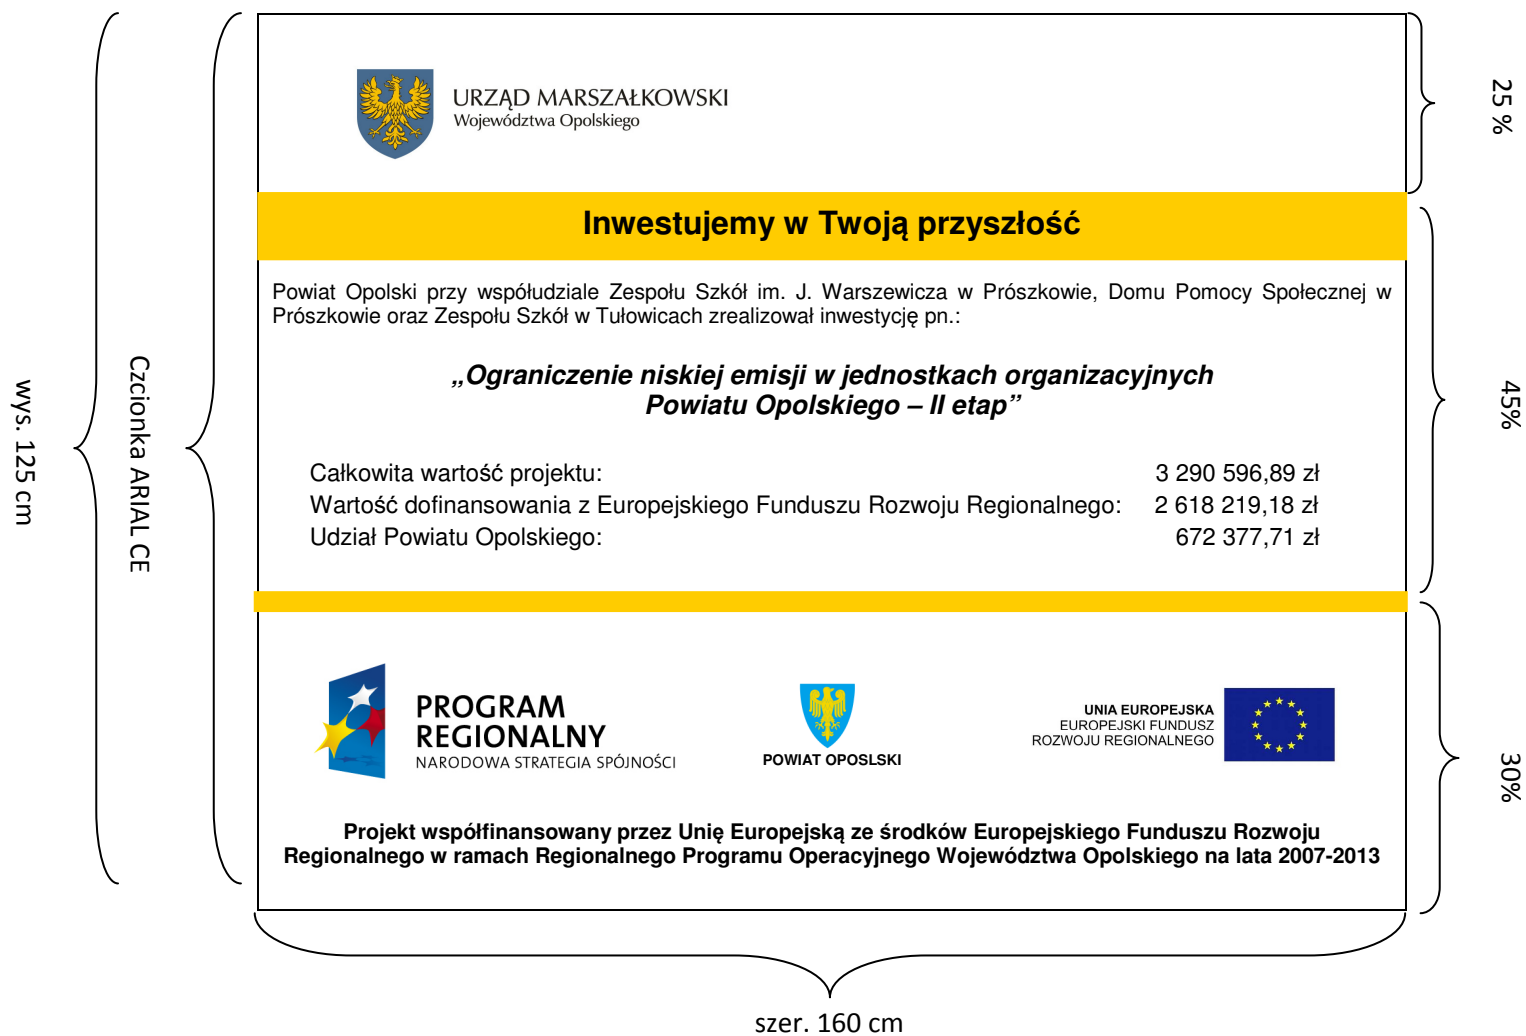 URZĄD MARSZAŁKOWSKI
Województwa Opolskiego
25 %
Inwestujemy w Twoją przyszłość
Powiat Opolski przy współudziale Zespołu Szkół im. J. Warszewicza w Prószkowie, Domu Pomocy Społecznej w
Prószkowie oraz Zespołu Szkół w Tułowicach zrealizował inwestycję pn.:
„Ograniczenie niskiej emisji w jednostkach organizacyjnych
Powiatu Opolskiego – II etap”
Całkowita wartość projektu: 3 290 596,89 zł
Wartość dofinansowania z Europejskiego Funduszu Rozwoju Regionalnego: 2 618 219,18 zł
Udział Powiatu Opolskiego: 672 377,71 zł
45%
wys. 125 cm
Czcionka ARIAL CE
PROGRAM
REGIONALNY
NARODOWA STRATEGIA SPÓJNOŚCI
POWIAT OPOSLSKI
UNIA EUROPEJSKA
EUROPEJSKI FUNDUSZ
ROZWOJU REGIONALNEGO
30%
Projekt współfinansowany przez Unię Europejską ze środków Europejskiego Funduszu Rozwoju
Regionalnego w ramach Regionalnego Programu Operacyjnego Województwa Opolskiego na lata 2007-2013
szer. 160 cm